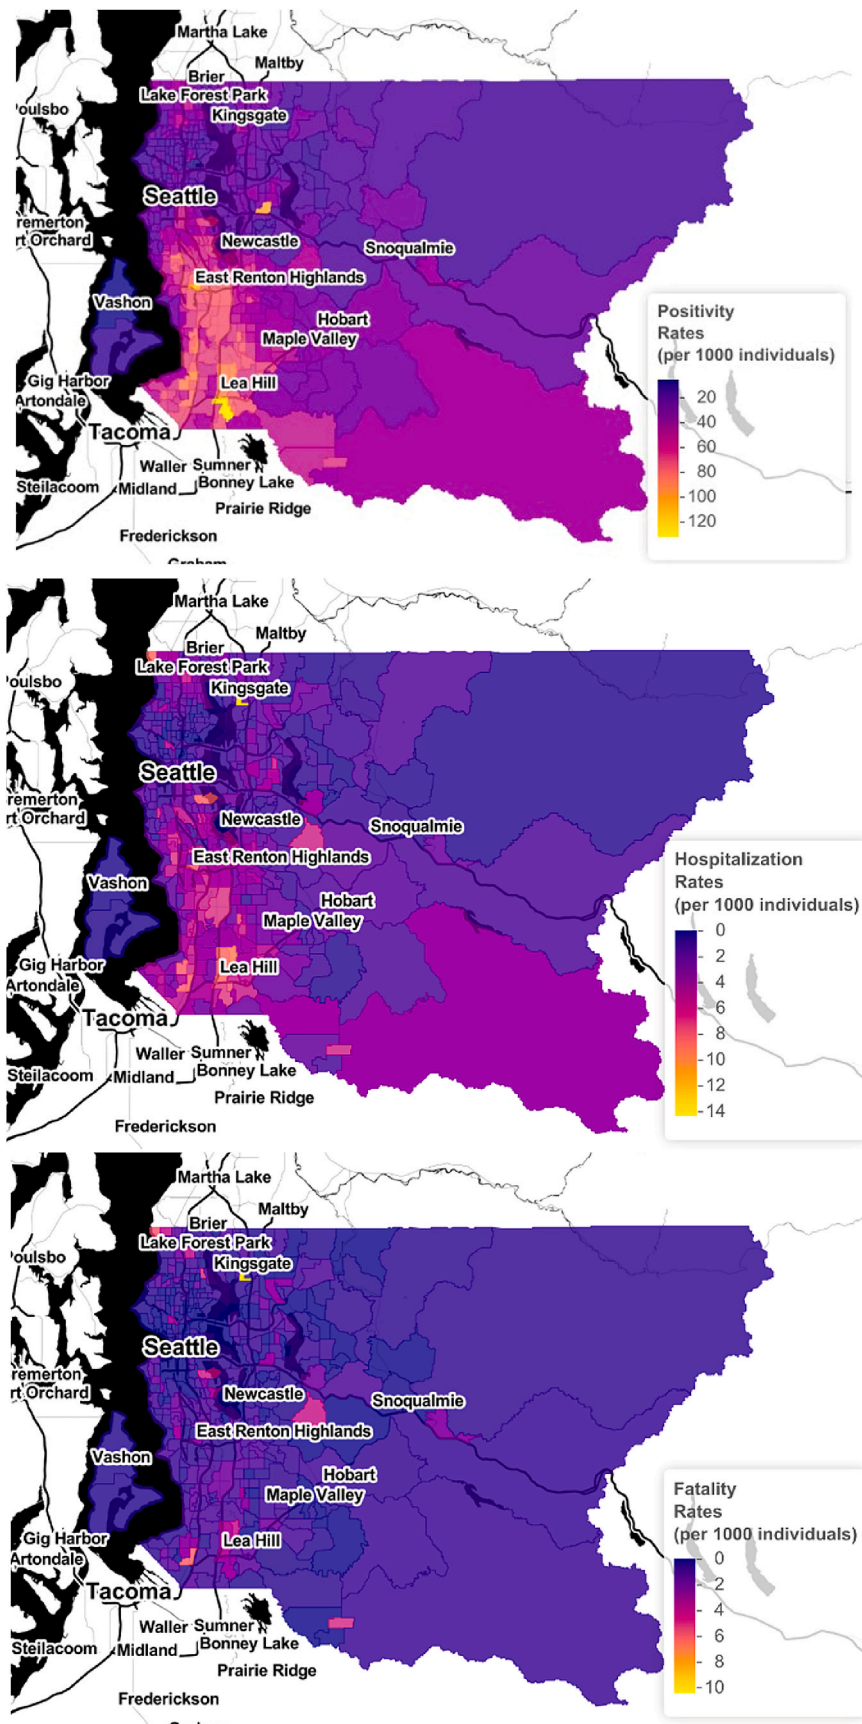 Martha Lake
Maltby
Brier
Lake Forest Park
Kingsgate
oulsbo
Seattle
remerton
rt Orchard
Newcastle
Snoqualmie
East Renton Highlands
Vashon
Hobart
Maple Valley
Gig Harbor
Artondale
Lea Hill
Tacoma
Waller
Sumner
Steilacoom
Midland
Bonney Lake
Prairie Ridge
Frederickson
Positivity
Rates
(per 1000 individuals)
20
40
60
80
100
120
Martha Lake
Maltby
Brier
Lake Forest Park
Kingsgate
Poulsbo
Seattle
remerton
rt Orchard
Newcastle
Snoqualmie
East Renton Highlands
Vashon
Hobart
Maple Valley
Gig Harbor
Artondale
Lea Hill
Tacoma
Waller
Sumner
Steilacoom
Midland
Bonney Lake
Prairie Ridge
Frederickson
Hospitalization
Rates
(per 1000 individuals)
0
2
4
6
8
10
12
14
Martha Lake
Maltby
Brier
Lake Forest Park
Kingsgate
oulsbo
Seattle
remerton
rt Orchard
Newcastle
Snoqualmie
East Renton Highlands
Vashon
Hobart
Maple Valley
Gig Harbor
Artondale
Lea Hill
Tacoma
Waller
Sumner
Steilacoom
Midland
Bonney Lake
Prairie Ridge
Frederickson
Fatality
Rates
(per 1000 individuals)
0
2
4
6
8
10